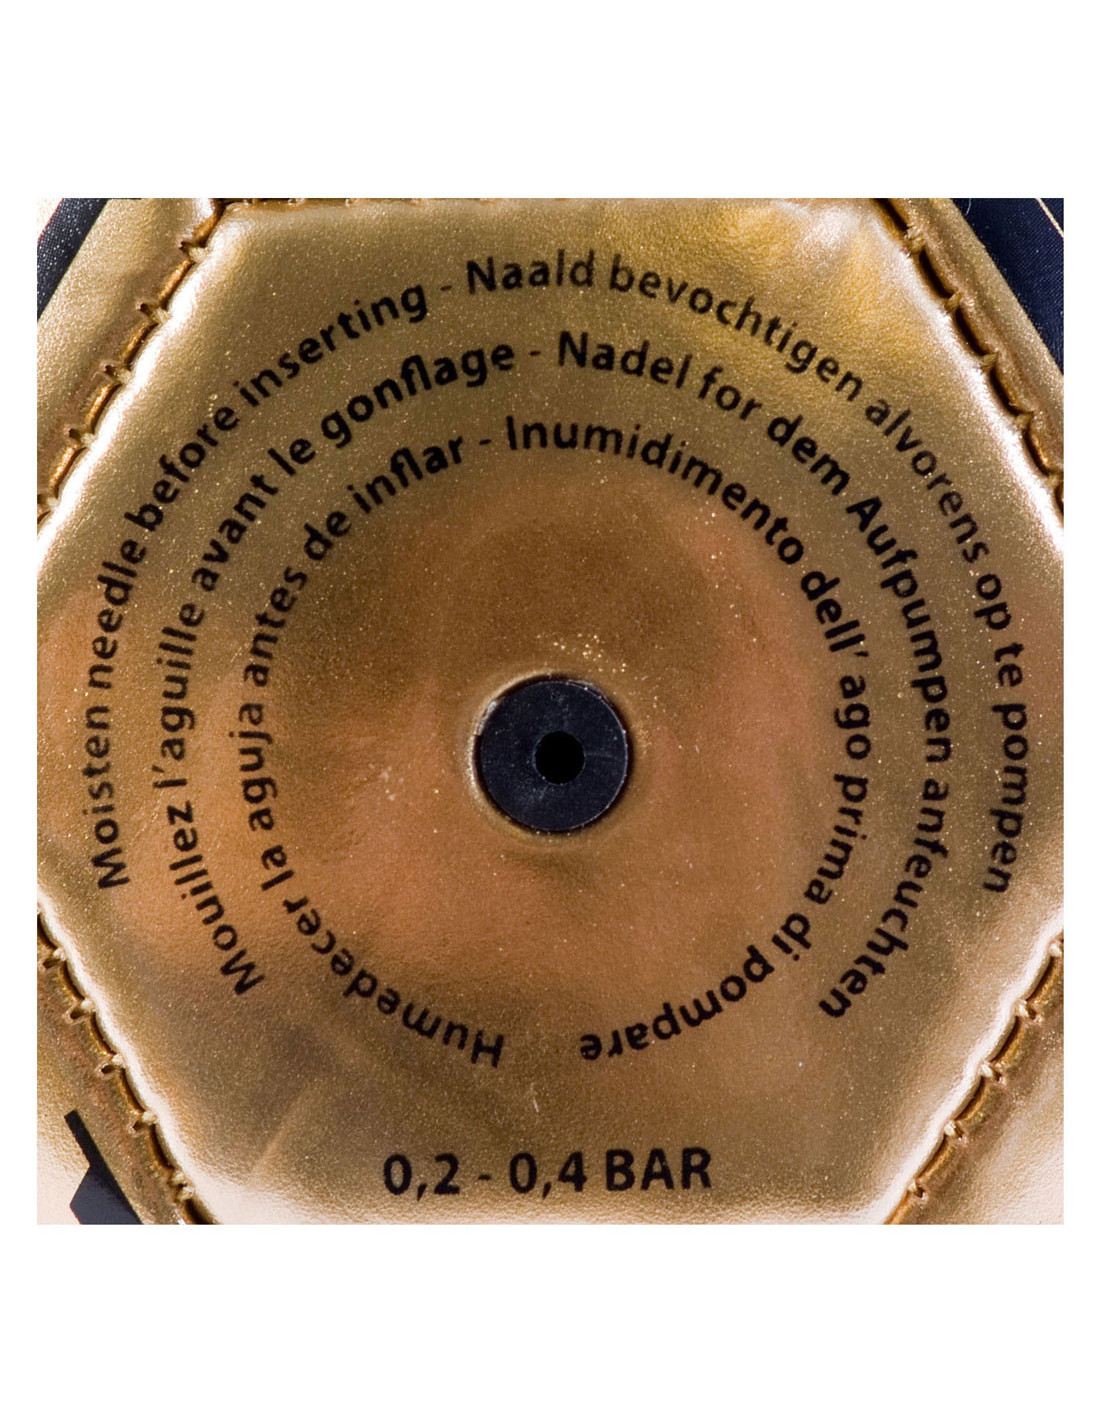 Moisten needle before inserting - Naald bevochtigen alvorens op te pompen
Mouillez l'aguille avant le gonflage - Nadel for dem Aufpumpen anfeuchten
Humedecer la aguja antes de inflar - Inumidimento dell' ago prima di pompare
0,2 - 0,4 BAR